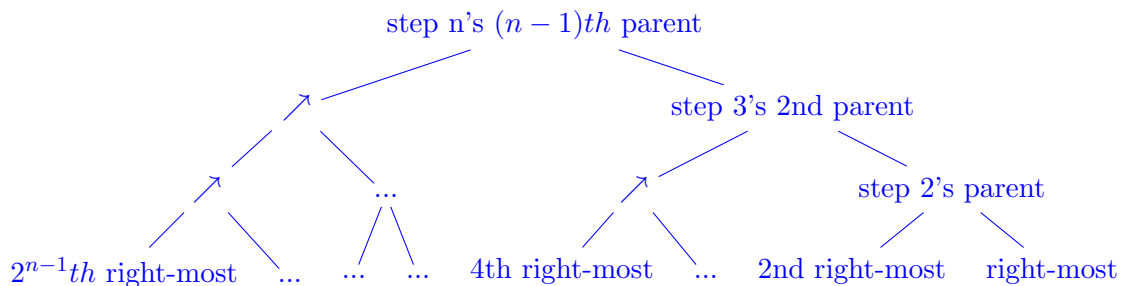 step n's (n − 1)th parent
↗ step 3's 2nd parent
↗ ... ↗ step 2's parent
2^{n−1}th right-most ... ... ... 4th right-most ... 2nd right-most right-most